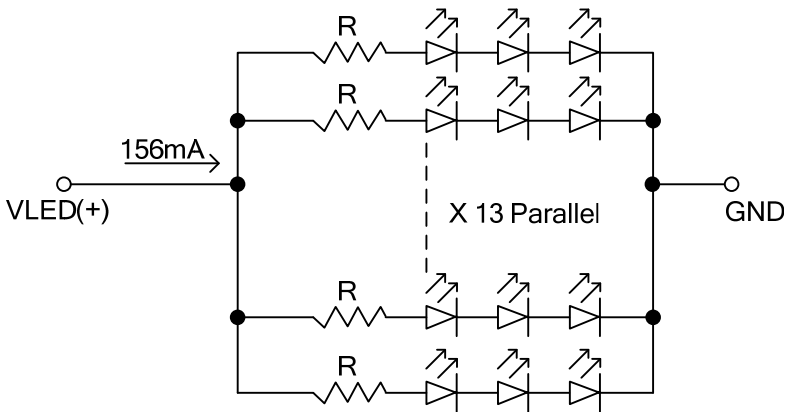 R
R
156mA
VLED(+)
X 13 Parallel
GND
R
R